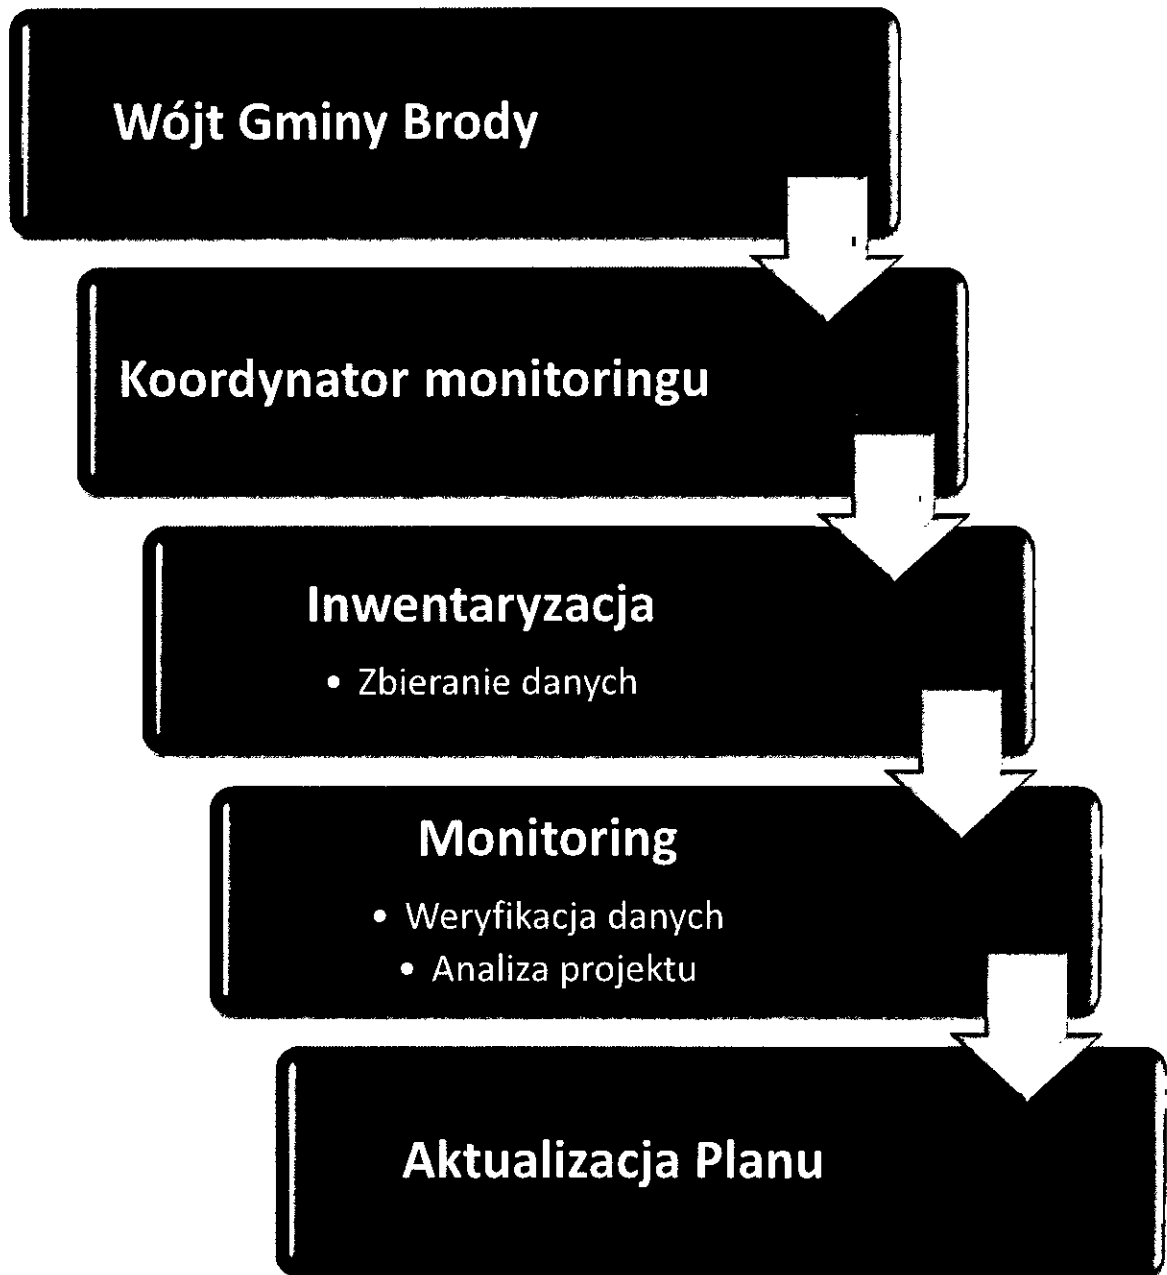 Wójt Gminy Brody
Koordynator monitoringu
Inwentaryzacja
• Zbieranie danych
Monitoring
• Weryfikacja danych
• Analiza projektu
Aktualizacja Planu